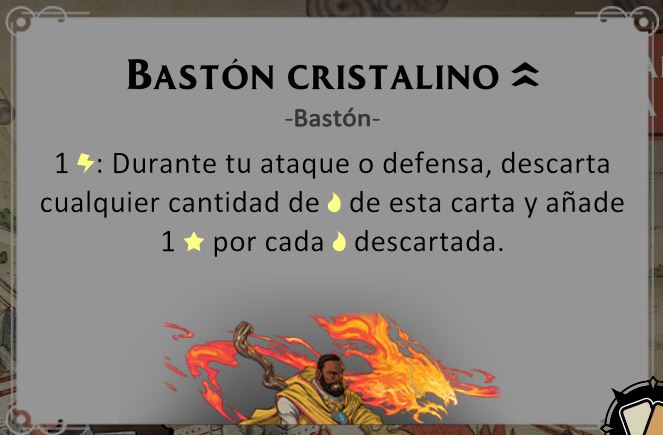 BASTÓN CRISTALINO
-Bastón-
1 : Durante tu ataque o defensa, descarta
cualquier cantidad de de esta carta y añade
1 por cada descartada.